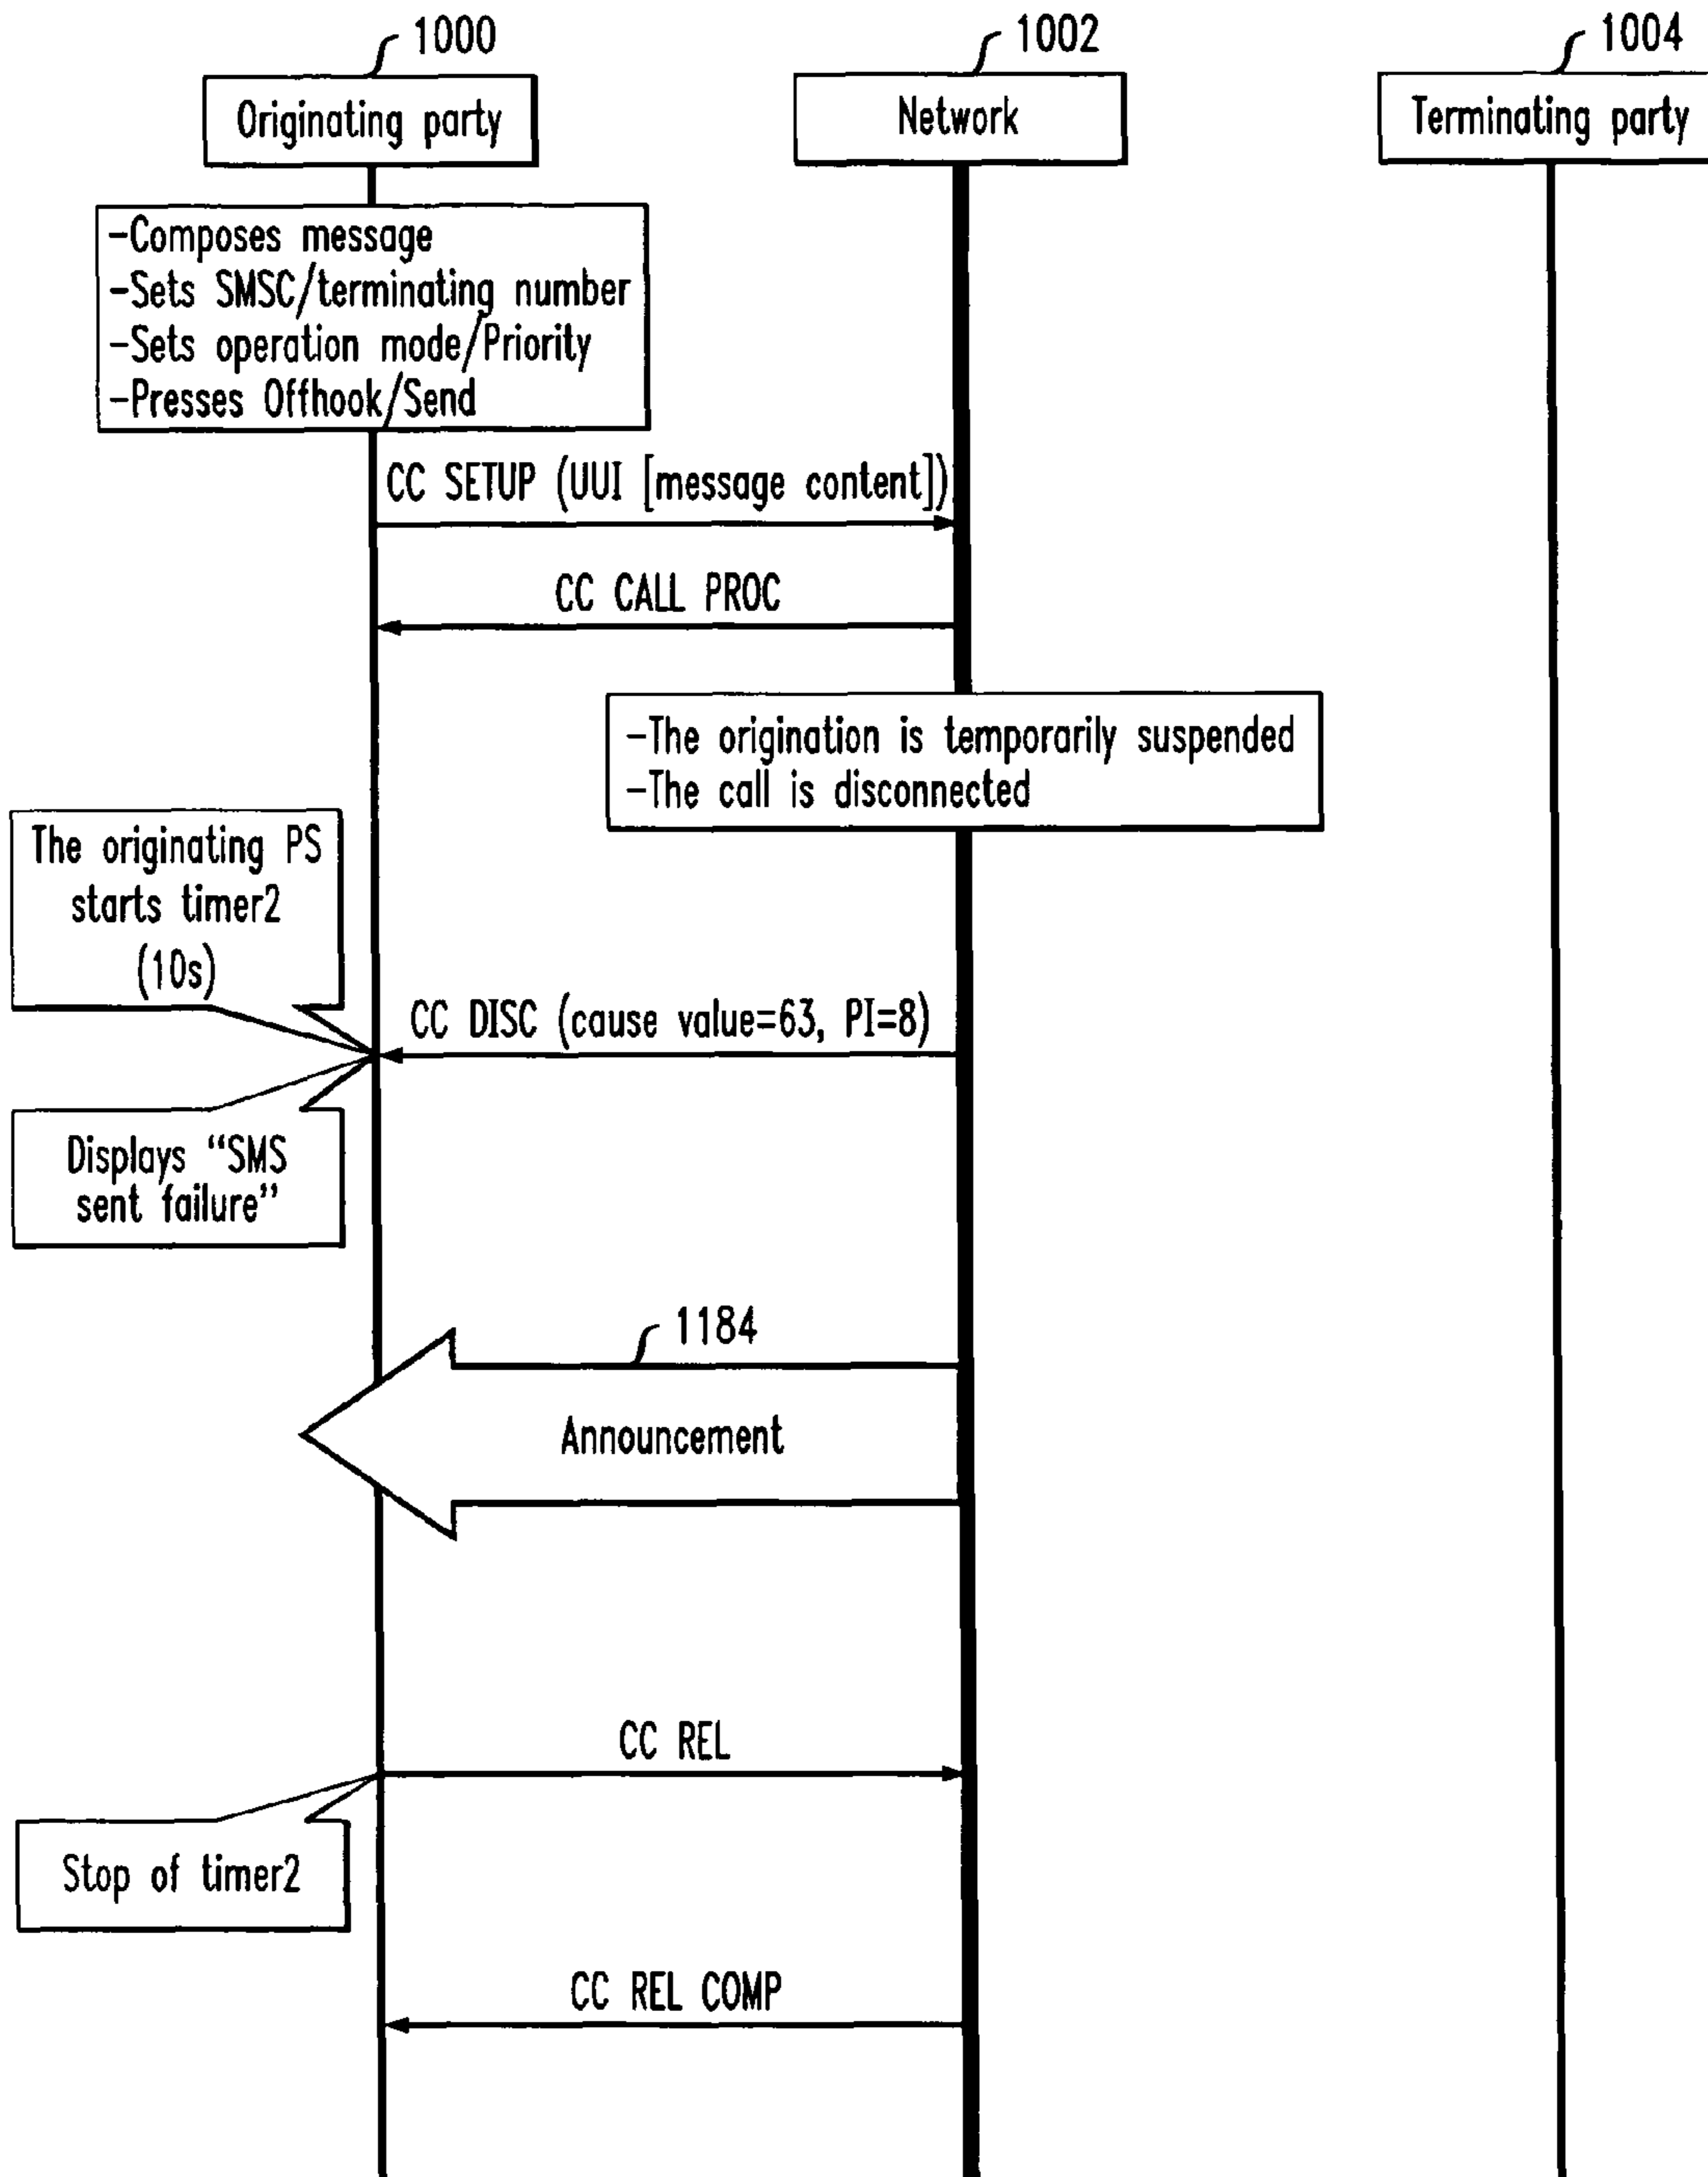 1000
1002
1004
Originating party
Network
Terminating party
-Composes message
-Sets SMSC/terminating number
-Sets operation mode/Priority
-Presses Offhook/Send
CC SETUP (UUI [message content])
CC CALL PROC
-The origination is temporarily suspended
-The call is disconnected
The originating PS
starts timer2
(10s)
CC DISC (cause value=63, PI=8)
Displays “SMS
sent failure”
1184
Announcement
CC REL
Stop of timer2
CC REL COMP